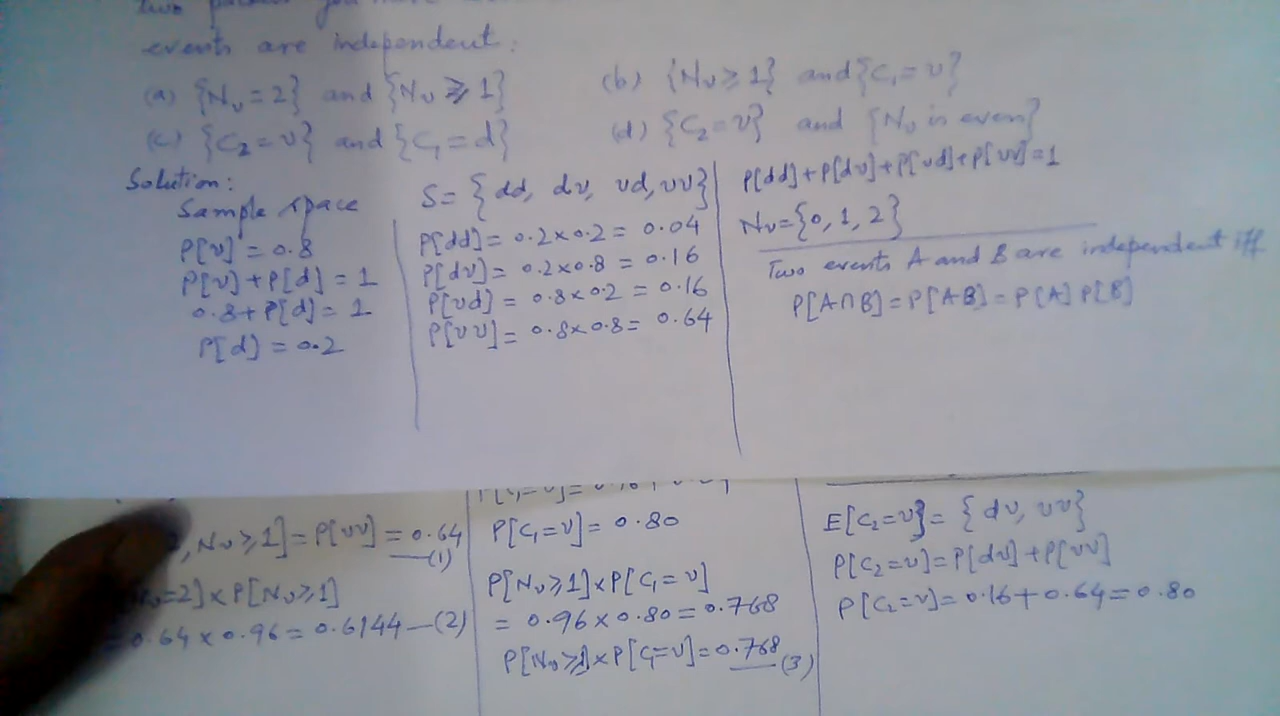 two you have
events are independent:
(a) {Nv=2} and {Nv ≥ 1}
(b) {Nv ≥ 1} and {C1 = v}
(c) {C2 = v} and {C1 = d}
(d) {C2 = v} and {Nv is even}
Solution:
Sample space
P[v] = 0.8
P[v] + P[d] = 1
0.8 + P[d] = 1
P[d] = 0.2
S = {dd, dv, vd, vv}
P[dd] = 0.2×0.2 = 0.04
P[dv] = 0.2×0.8 = 0.16
P[vd] = 0.8×0.2 = 0.16
P[vv] = 0.8×0.8 = 0.64
P[dd]+P[dv]+P[vd]+P[vv]=1
Nv={0, 1, 2}
Two events A and B are independent iff
P[A∩B] = P[AB] = P[A] P[B]
, Nv ≥ 1] = P[vv] = 0.64
—(1)
=2] × P[Nv ≥ 1]
= 0.64 × 0.96 = 0.6144 —(2)
P[C1=v] = 0.80
P[Nv ≥ 1] × P[C1 = v]
= 0.96 × 0.80 = 0.768
P[Nv ≥ 1] × P[C1=v] = 0.768
—(3)
E[C2=v] = {dv, vv}
P[C2=v] = P[dv] + P[vv]
P[C2=v] = 0.16 + 0.64 = 0.80